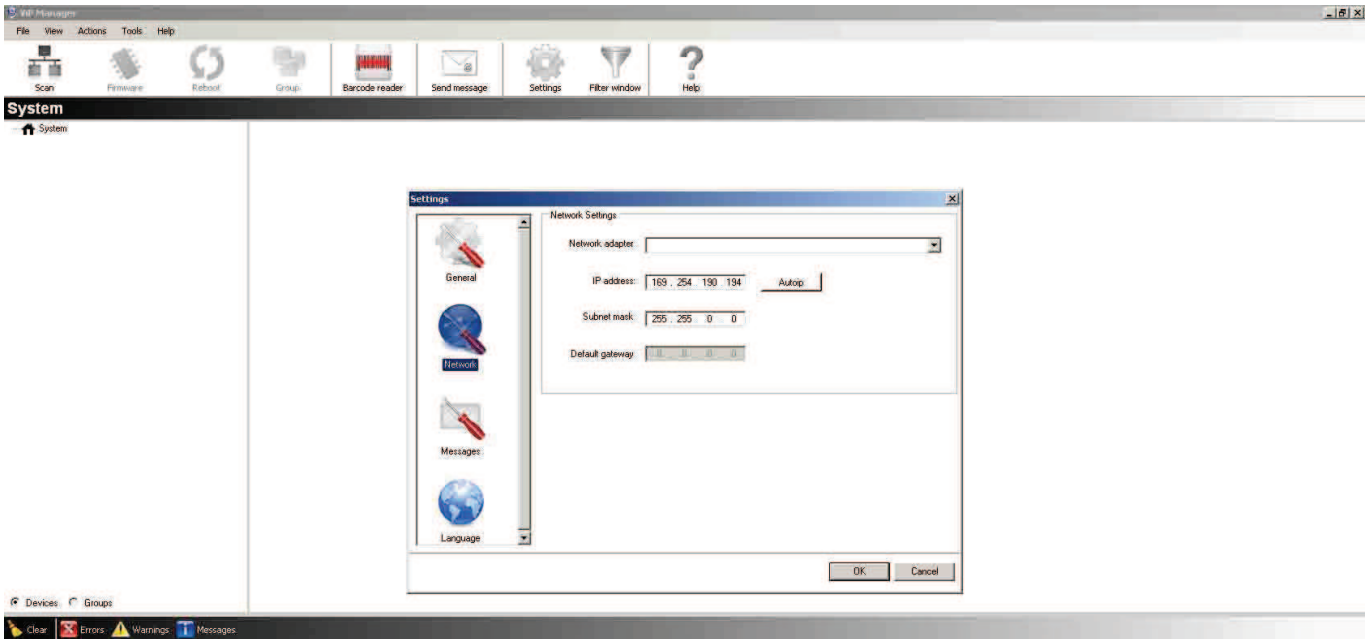 ViP Manager
File View Actions Tools Help
Scan Firmware Reboot Group Barcode reader Send message Settings Filter window Help
System
System
Settings
General
Network
Messages
Language
Network Settings
Network adapter
IP address: 169 . 254 . 190 . 194 Autoip
Subnet mask 255 . 255 . 0 . 0
Default gateway
OK Cancel
Devices Groups
Clear Errors Warnings Messages